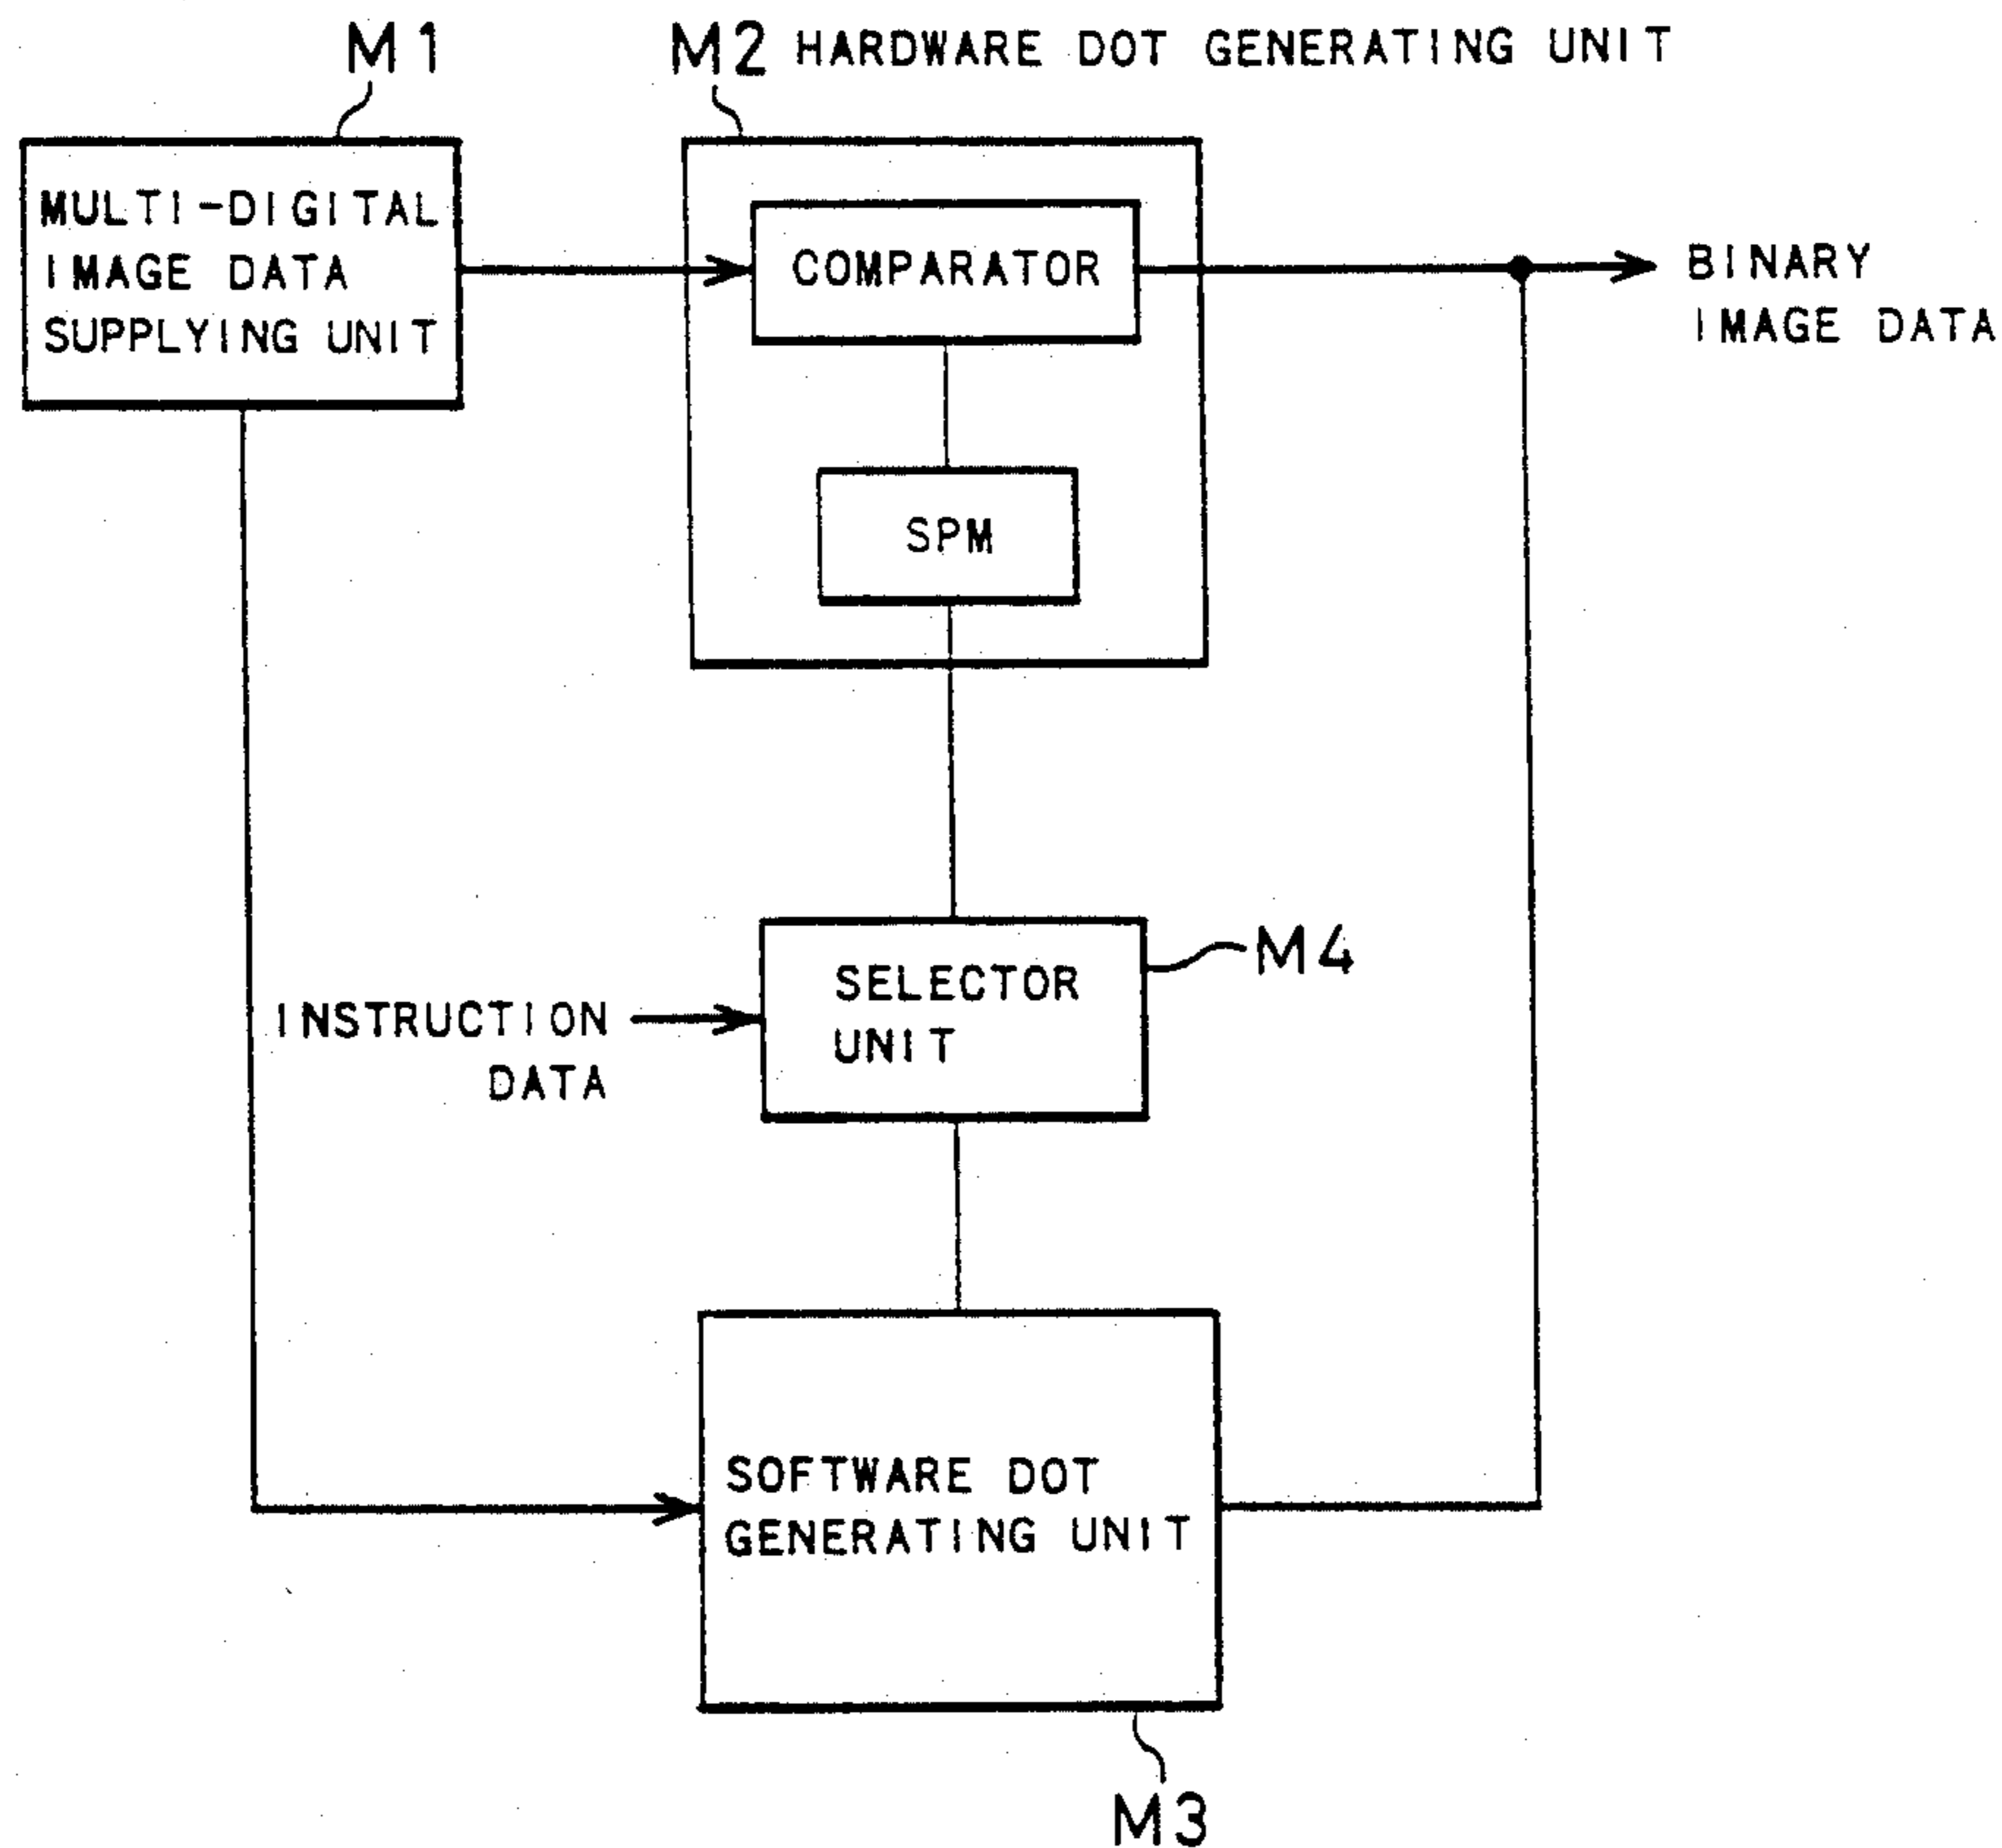 M1
M2 HARDWARE DOT GENERATING UNIT
MULTI-DIGITAL
IMAGE DATA
SUPPLYING UNIT
COMPARATOR
BINARY
IMAGE DATA
SPM
SELECTOR
UNIT
M4
INSTRUCTION
DATA
SOFTWARE DOT
GENERATING UNIT
M3